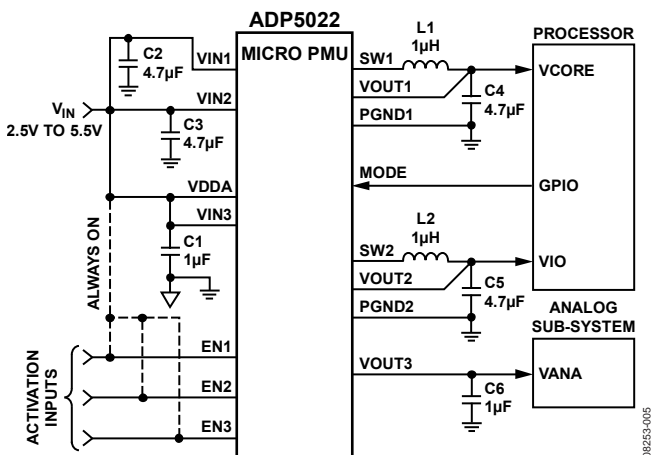 ADP5022
MICRO PMU
C2
4.7µF
VIN1
V_IN
2.5V TO 5.5V
VIN2
C3
4.7µF
VDDA
VIN3
C1
1µF
ALWAYS ON
ACTIVATION
INPUTS
EN1
EN2
EN3
SW1
L1
1µH
VOUT1
PGND1
C4
4.7µF
MODE
SW2
L2
1µH
VOUT2
PGND2
C5
4.7µF
VOUT3
C6
1µF
PROCESSOR
VCORE
GPIO
VIO
ANALOG
SUB-SYSTEM
VANA
08253-005